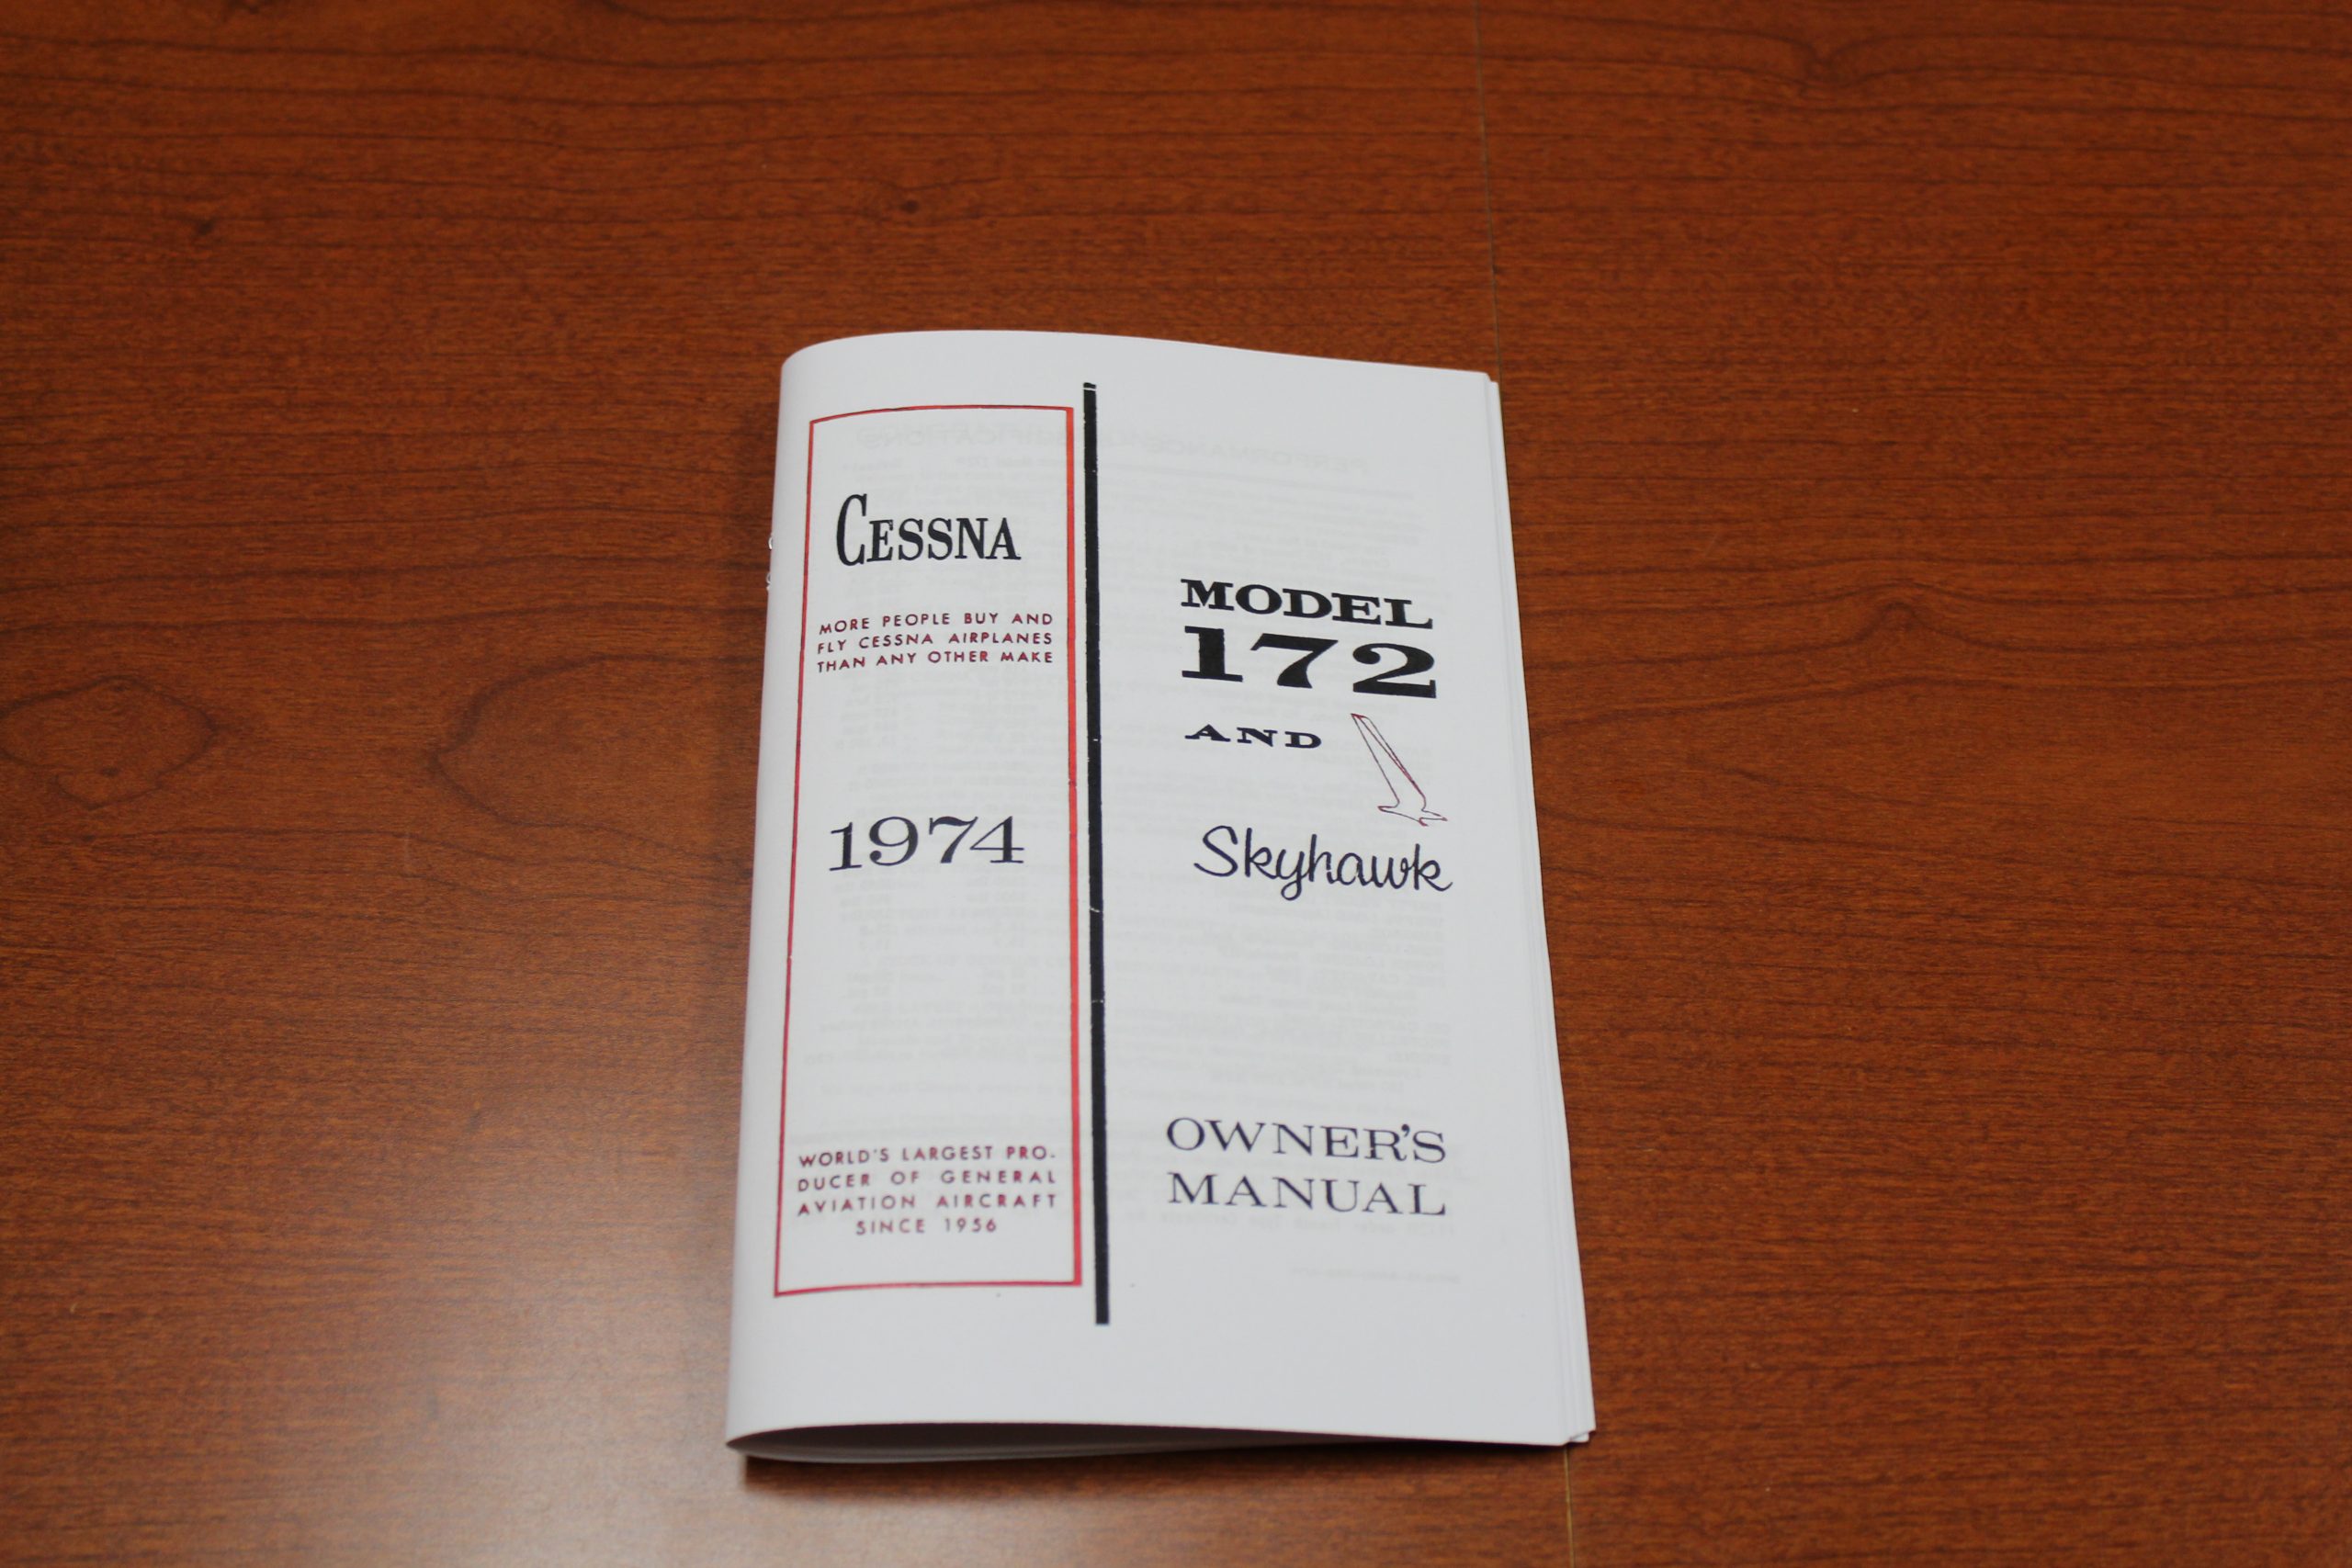 CESSNA
MORE PEOPLE BUY AND
FLY CESSNA AIRPLANES
THAN ANY OTHER MAKE
1974
WORLD'S LARGEST PRO-
DUCER OF GENERAL
AVIATION AIRCRAFT
SINCE 1956
MODEL
172
AND
Skyhawk
OWNER'S
MANUAL